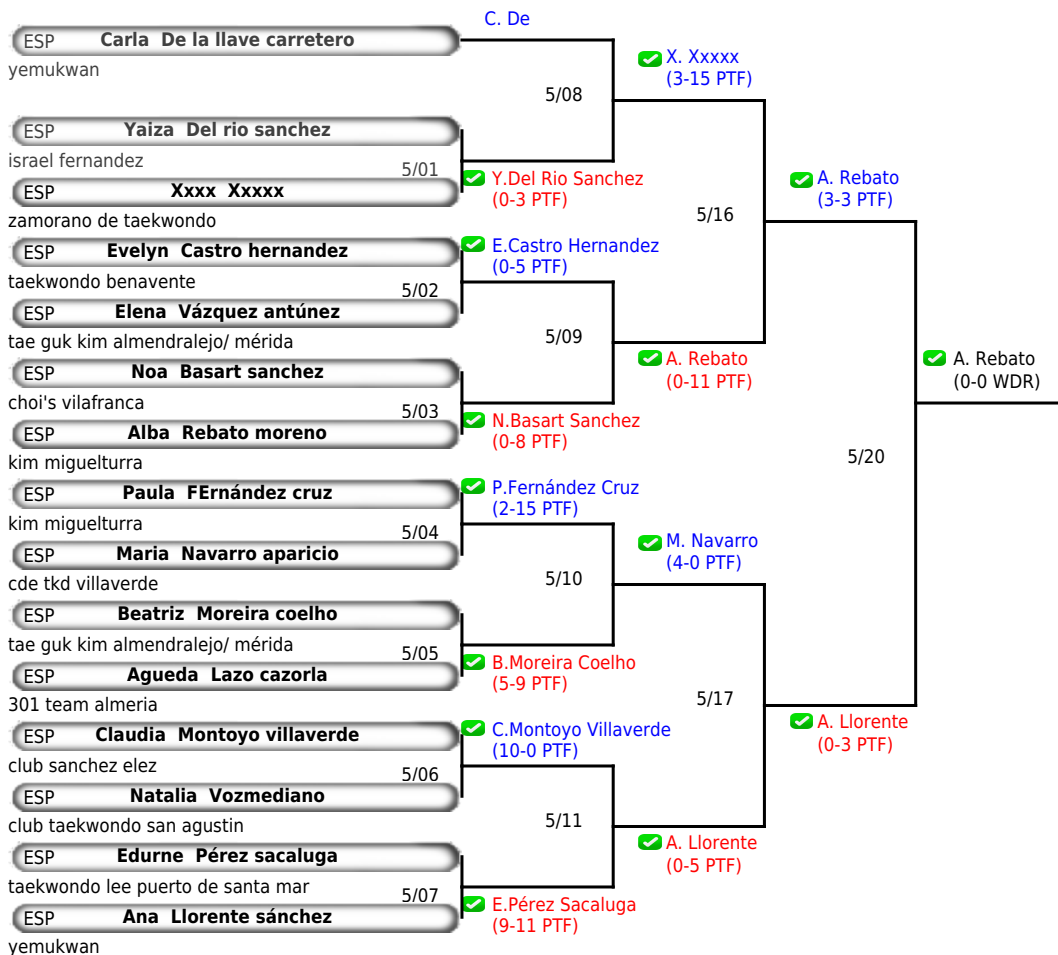 C. De
ESP Carla De la llave carretero
yemukwan
5/08
X. Xxxxx
(3-15 PTF)
ESP Yaiza Del rio sanchez
israel fernandez
5/01
Y.Del Rio Sanchez
(0-3 PTF)
ESP Xxxx Xxxxx
zamorano de taekwondo
5/16
A. Rebato
(3-3 PTF)
ESP Evelyn Castro hernandez
E.Castro Hernandez
(0-5 PTF)
taekwondo benavente
5/02
ESP Elena Vázquez antúnez
tae guk kim almendralejo/ mérida
5/09
A. Rebato
(0-11 PTF)
A. Rebato
(0-0 WDR)
ESP Noa Basart sanchez
choi's vilafranca
5/03
N.Basart Sanchez
(0-8 PTF)
ESP Alba Rebato moreno
kim miguelturra
5/20
ESP Paula FErnández cruz
P.Fernández Cruz
(2-15 PTF)
kim miguelturra
5/04
ESP Maria Navarro aparicio
cde tkd villaverde
5/10
M. Navarro
(4-0 PTF)
ESP Beatriz Moreira coelho
tae guk kim almendralejo/ mérida
5/05
B.Moreira Coelho
(5-9 PTF)
ESP Agueda Lazo cazorla
301 team almeria
5/17
A. Llorente
(0-3 PTF)
ESP Claudia Montoyo villaverde
C.Montoyo Villaverde
(10-0 PTF)
club sanchez elez
5/06
ESP Natalia Vozmediano
club taekwondo san agustin
5/11
A. Llorente
(0-5 PTF)
ESP Edurne Pérez sacaluga
taekwondo lee puerto de santa mar
5/07
E.Pérez Sacaluga
(9-11 PTF)
ESP Ana Llorente sánchez
yemukwan